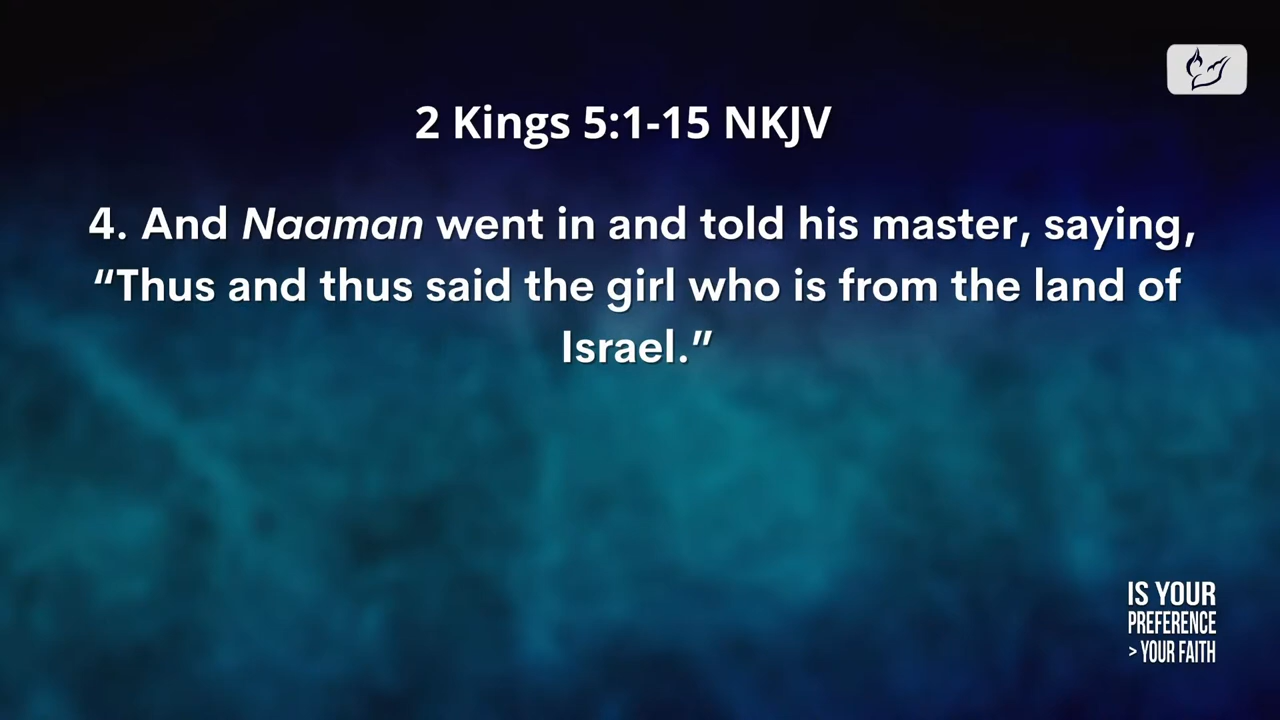 2 Kings 5:1-15 NKJV
4. And Naaman went in and told his master, saying,
“Thus and thus said the girl who is from the land of
Israel.”
IS YOUR
PREFERENCE
> YOUR FAITH